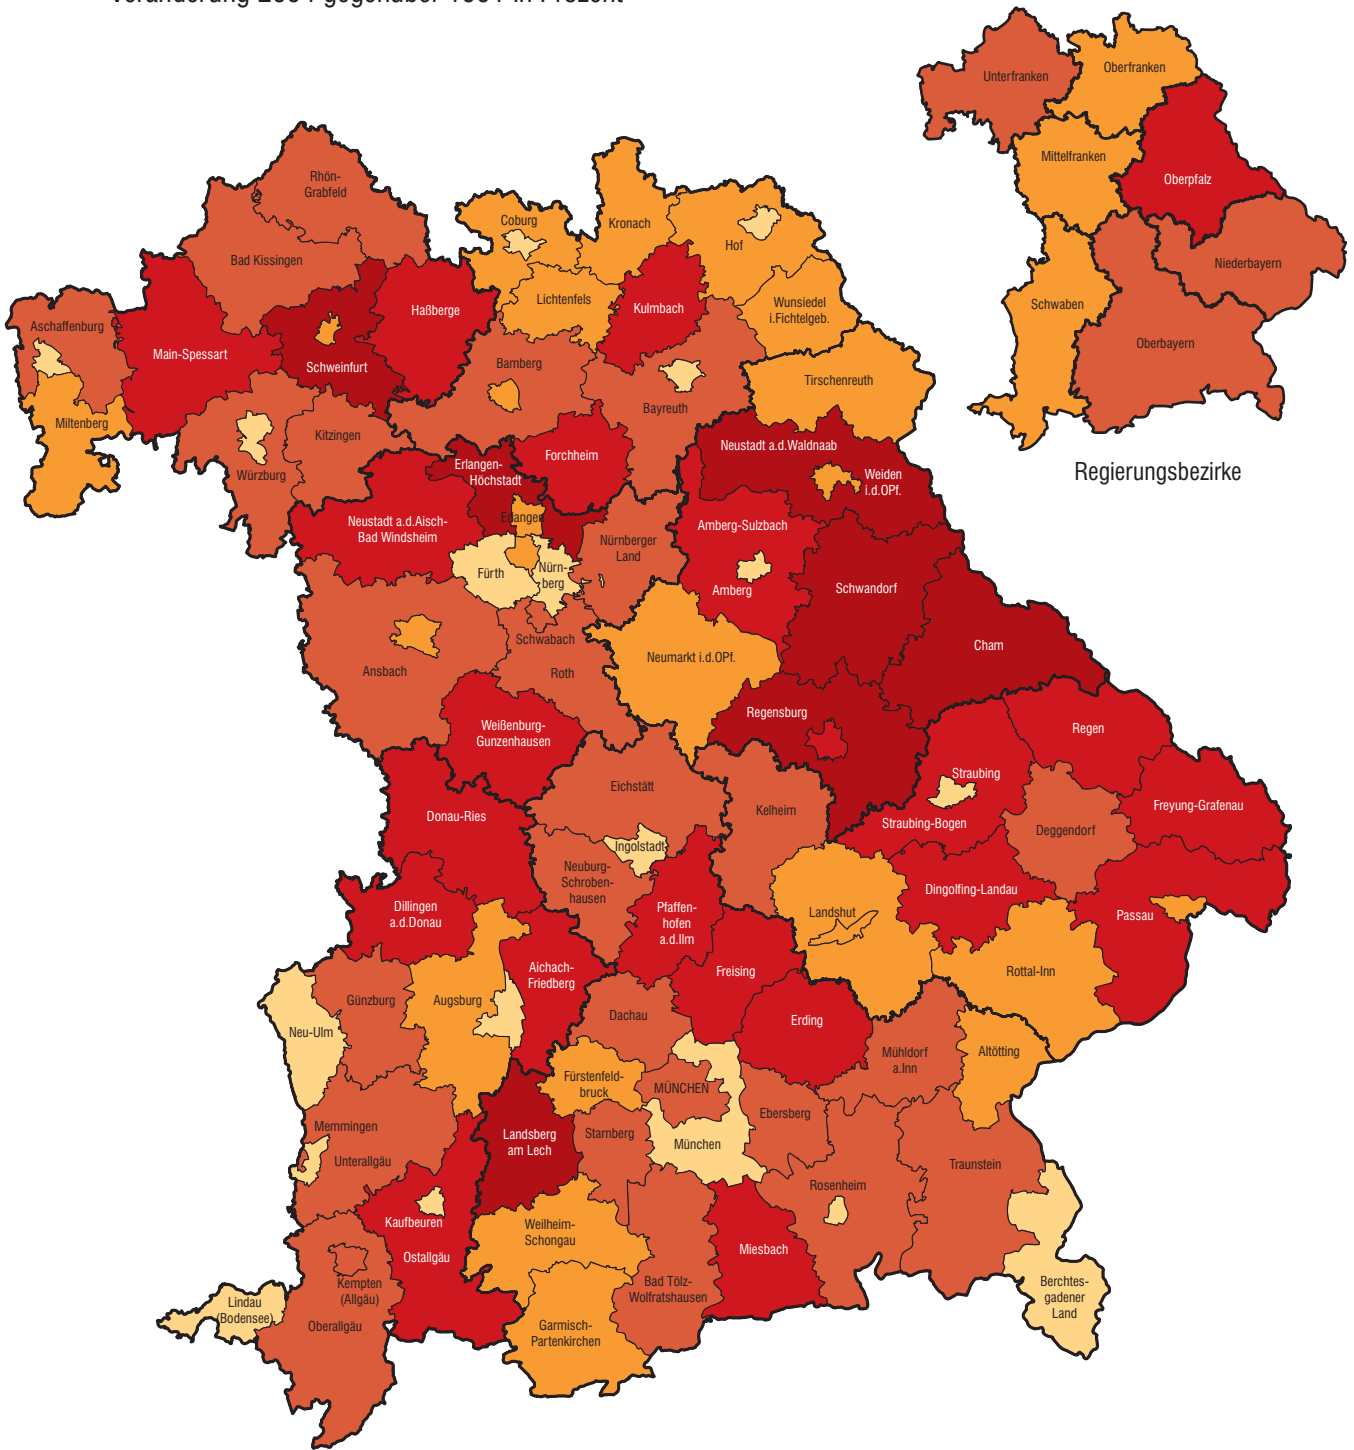 Unterfranken
Oberfranken
Mittelfranken
Oberpfalz
Niederbayern
Schwaben
Oberbayern
Regierungsbezirke
Rhön-
Grabfeld
Bad Kissingen
Coburg
Kronach
Hof
Lichtenfels
Kulmbach
Wunsiedel
i.Fichtelgeb.
Haßberge
Aschaffenburg
Main-Spessart
Schweinfurt
Bamberg
Bayreuth
Tirschenreuth
Miltenberg
Kitzingen
Würzburg
Erlangen-
Höchstadt
Forchheim
Neustadt a.d.Waldnaab
Weiden
i.d.OPf.
Neustadt a.d.Aisch-
Bad Windsheim
Erlangen
Nürnberger
Land
Amberg-Sulzbach
Fürth
Nürn-
berg
Amberg
Schwandorf
Cham
Ansbach
Schwabach
Roth
Neumarkt i.d.OPf.
Weißenburg-
Gunzenhausen
Regensburg
Regen
Straubing
Freyung-Grafenau
Eichstätt
Kelheim
Donau-Ries
Straubing-Bogen
Deggendorf
Ingolstadt
Neuburg-
Schroben-
hausen
Dingolfing-Landau
Dillingen
a.d.Donau
Pfaffen-
hofen
a.d.Ilm
Landshut
Passau
Aichach-
Friedberg
Freising
Rottal-Inn
Günzburg
Augsburg
Neu-Ulm
Dachau
Erding
Mühldorf
a.Inn
Altötting
Fürstenfeld-
bruck
MÜNCHEN
Ebersberg
Memmingen
Unterallgäu
Landsberg
am Lech
Starnberg
München
Traunstein
Rosenheim
Kaufbeuren
Ostallgäu
Weilheim-
Schongau
Miesbach
Bad Tölz-
Wolfratshausen
Kempten
(Allgäu)
Oberallgäu
Lindau
(Bodensee)
Garmisch-
Partenkirchen
Berchtes-
gadener
Land